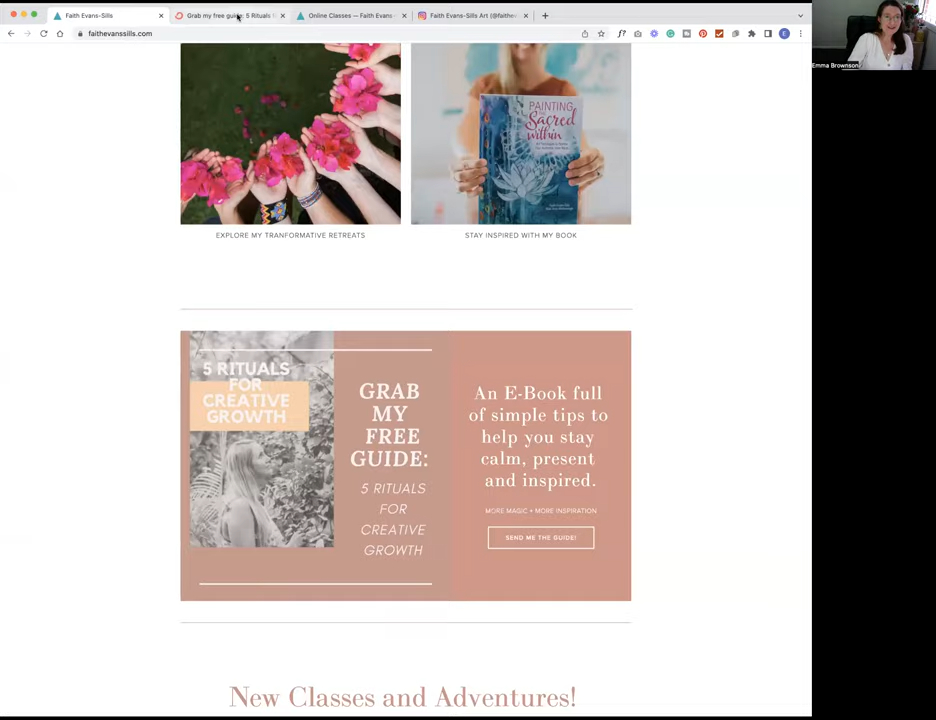 Faith Evans-Sills
Grab my free guide: 5 Rituals f
Online Classes — Faith Evans
Faith Evans-Sills Art (@faithe
faithevanssills.com
Emma Brownson
PAINTING
Sacred
within
EXPLORE MY TRANFORMATIVE RETREATS
STAY INSPIRED WITH MY BOOK
5 RITUALS
FOR
CREATIVE
GROWTH
GRAB
MY
FREE
GUIDE:
5 RITUALS
FOR
CREATIVE
GROWTH
An E-Book full
of simple tips to
help you stay
calm, present
and inspired.
MORE MAGIC + MORE INSPIRATION
SEND ME THE GUIDE!
New Classes and Adventures!